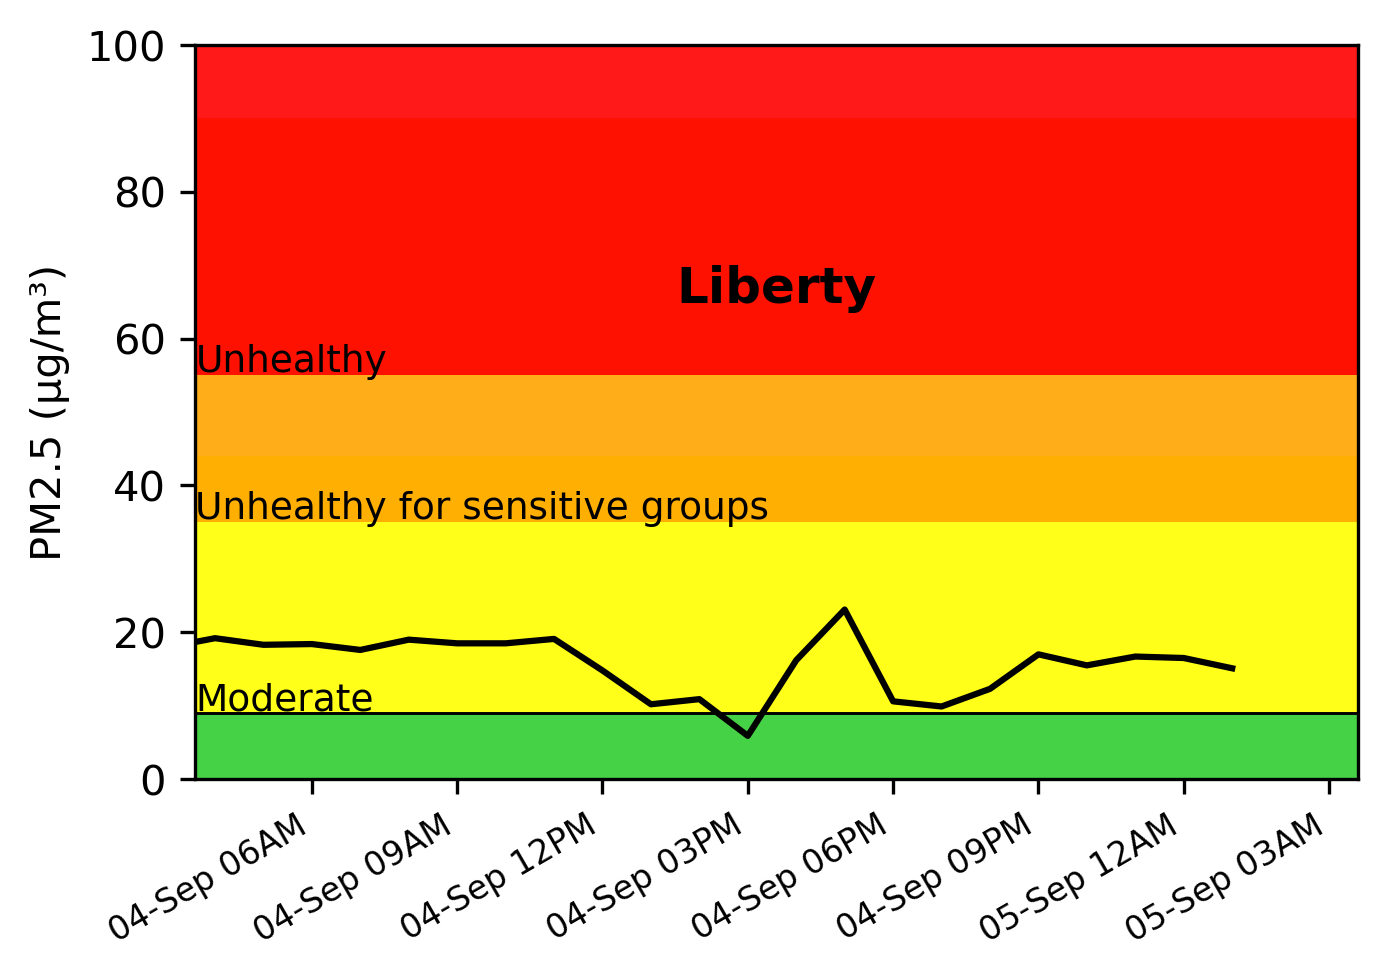 100
80
60
40
20
0
PM2.5 (µg/m³)
Liberty
Unhealthy
Unhealthy for sensitive groups
Moderate
04-Sep 06AM
04-Sep 09AM
04-Sep 12PM
04-Sep 03PM
04-Sep 06PM
04-Sep 09PM
05-Sep 12AM
05-Sep 03AM